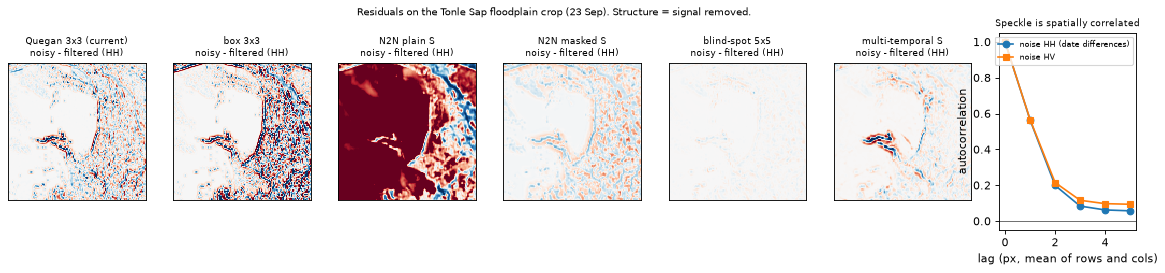 Residuals on the Tonle Sap floodplain crop (23 Sep). Structure = signal removed.
Quegan 3x3 (current)
noisy - filtered (HH)
box 3x3
noisy - filtered (HH)
N2N plain S
noisy - filtered (HH)
N2N masked S
noisy - filtered (HH)
blind-spot 5x5
noisy - filtered (HH)
multi-temporal S
noisy - filtered (HH)
Speckle is spatially correlated
noise HH (date differences)
noise HV
autocorrelation
1.0
0.8
0.6
0.4
0.2
0.0
0 2 4
lag (px, mean of rows and cols)